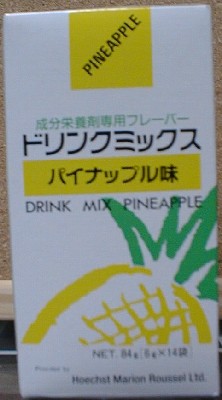 PINEAPPLE
成分栄養剤専用フレーバー
ドリンクミックス
パイナップル味
DRINK MIX PINEAPPLE
NET. 84g(6g×14袋)
Provided by
Hoechst Marion Roussel Ltd.